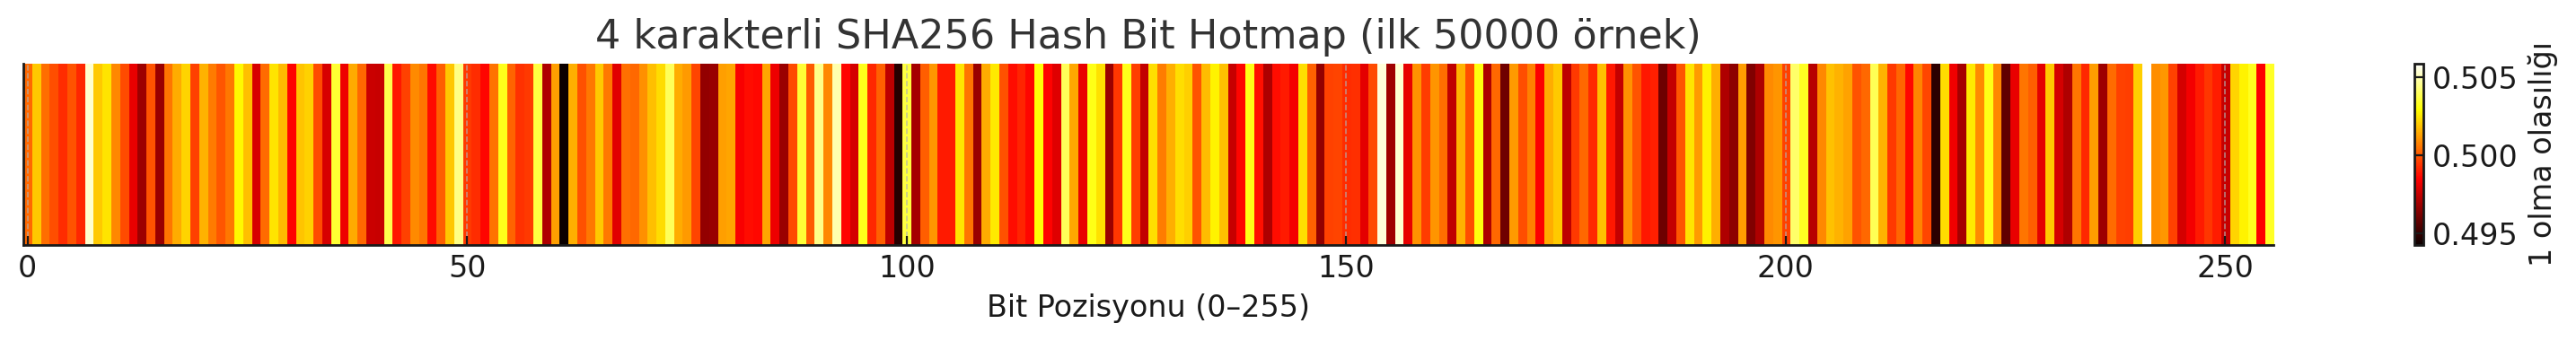 4 karakterli SHA256 Hash Bit Hotmap (ilk 50000 örnek)
0 50 100 150 200 250
Bit Pozisyonu (0–255)
0.505
0.500
0.495
1 olma olasılığı